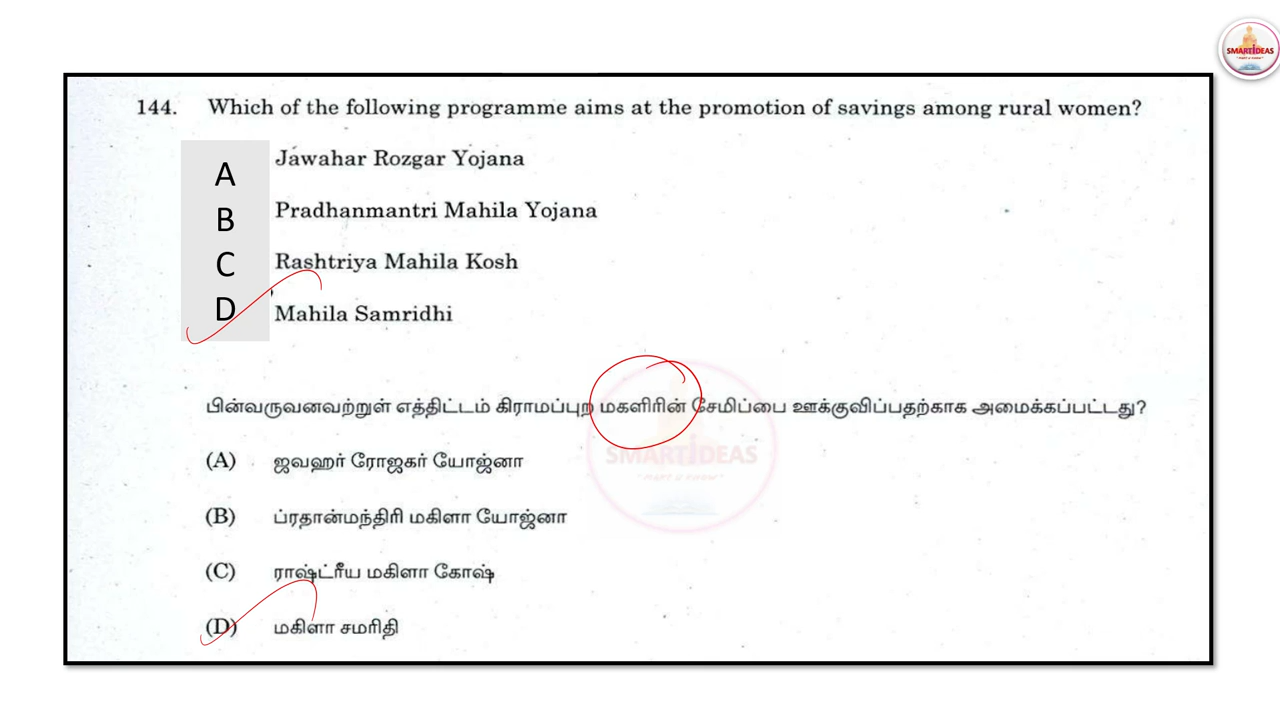 SMARTIDEAS
144. Which of the following programme aims at the promotion of savings among rural women?
A Jawahar Rozgar Yojana
B Pradhanmantri Mahila Yojana
C Rashtriya Mahila Kosh
D Mahila Samridhi
பின்வருவனவற்றுள் எத்திட்டம் கிராமப்புற மகளிரின் சேமிப்பை ஊக்குவிப்பதற்காக அமைக்கப்பட்டது?
SMARTIDEAS
(A) ஜவஹர் ரோஜகர் யோஜ்னா
(B) ப்ரதான்மந்திரி மகிளா யோஜ்னா
(C) ராஷ்ட்ரீய மகிளா கோஷ்
(D) மகிளா சமரிதி